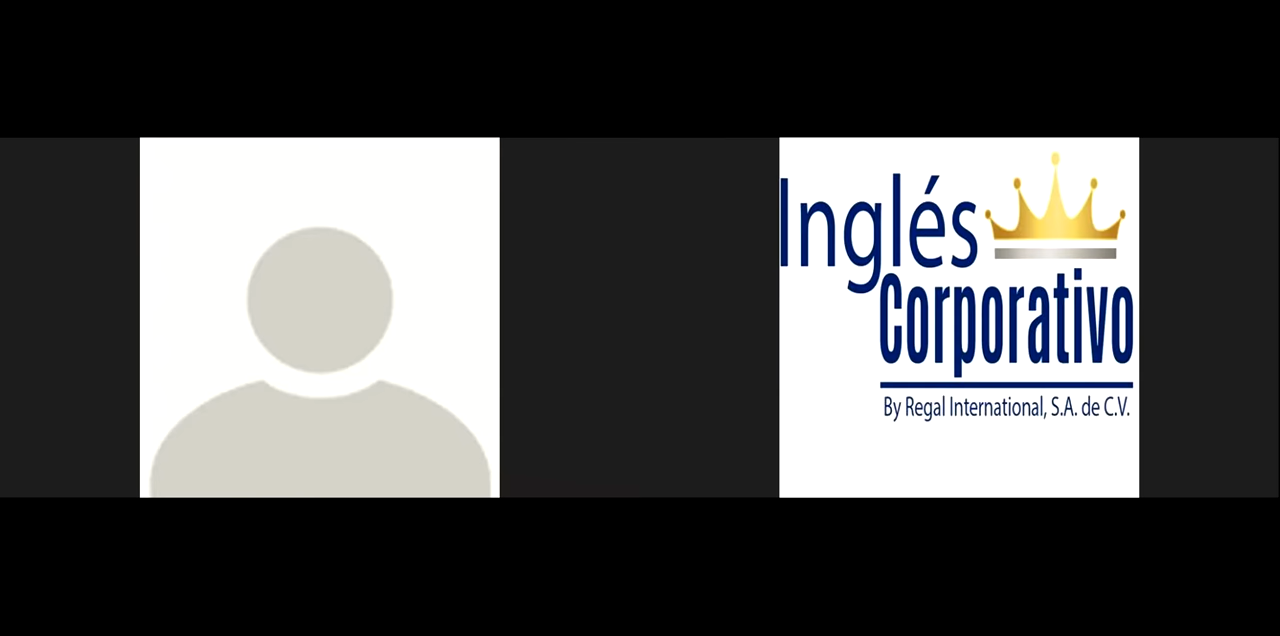 Inglés
Corporativo
By Regal International, S.A. de C.V.